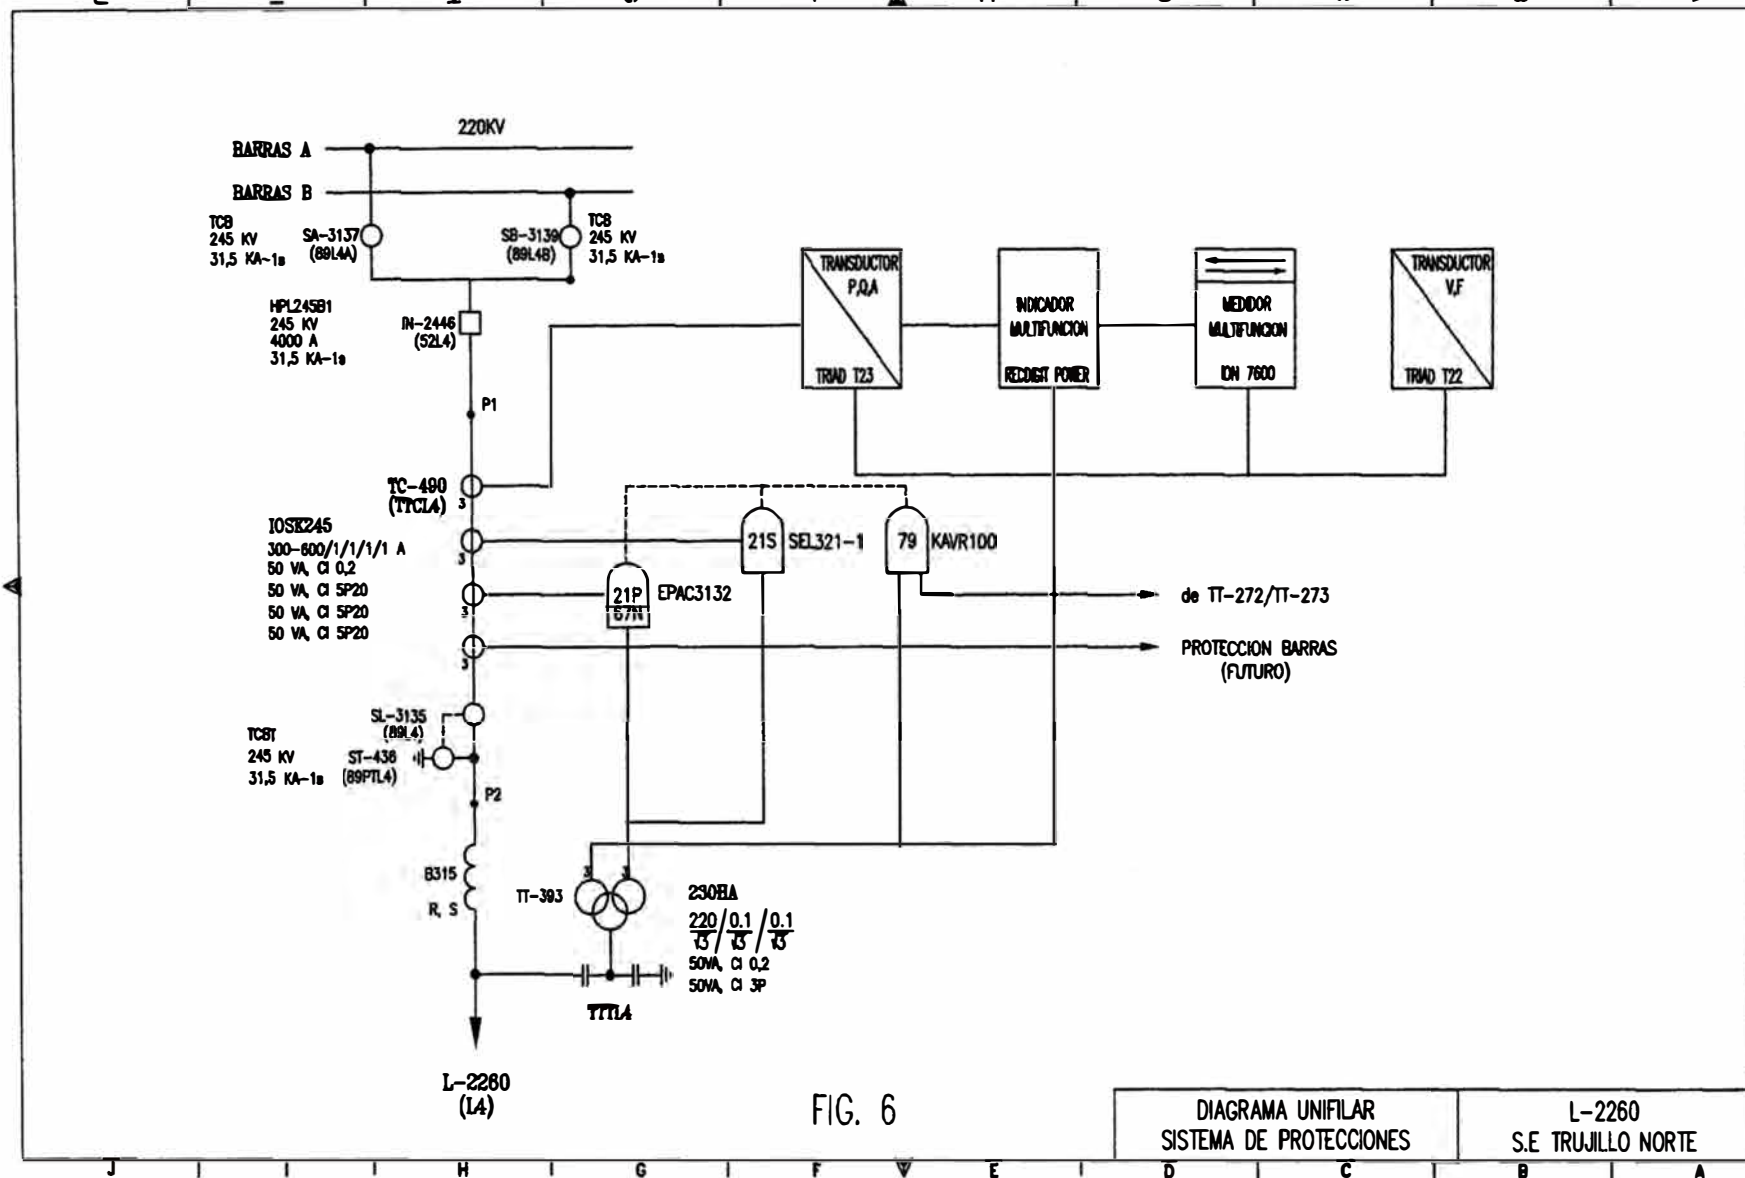 220KV
BARRAS A
BARRAS B
TCB
245 KV
31,5 KA-1s
SA-3137
(89L4A)
SB-3139
(89L4B)
TCB
245 KV
31,5 KA-1s
HPL245B1
245 KV
4000 A
31,5 KA-1s
IN-2446
(52L4)
P1
TRANSDUCTOR
P,Q,A
TRIAD T23
INDICADOR
MULTIFUNCION
RECDIGIT POWER
MEDIDOR
MULTIFUNCION
ION 7600
TRANSDUCTOR
V,F
TRIAD T22
TC-490
(TTCL4)
3
IOSK245
300-600/1/1/1/1 A
50 VA, Cl 0,2
50 VA, Cl 5P20
50 VA, Cl 5P20
50 VA, Cl 5P20
3
3
3
21S
SEL321-1
79
KAVR100
21P
67N
EPAC3132
de TT-272/TT-273
PROTECCION BARRAS
(FUTURO)
SL-3135
(89L4)
TCBT
245 KV
31,5 KA-1s
ST-436
(89PTL4)
P2
B315
R, S
TT-393
3
3
230HA
220/√3 / 0.1/√3 / 0.1/√3
50VA, Cl 0,2
50VA, Cl 3P
TTTL4
L-2260
(L4)
FIG. 6
DIAGRAMA UNIFILAR
SISTEMA DE PROTECCIONES
L-2260
S.E TRUJILLO NORTE
J
I
H
G
F
E
D
C
B
A